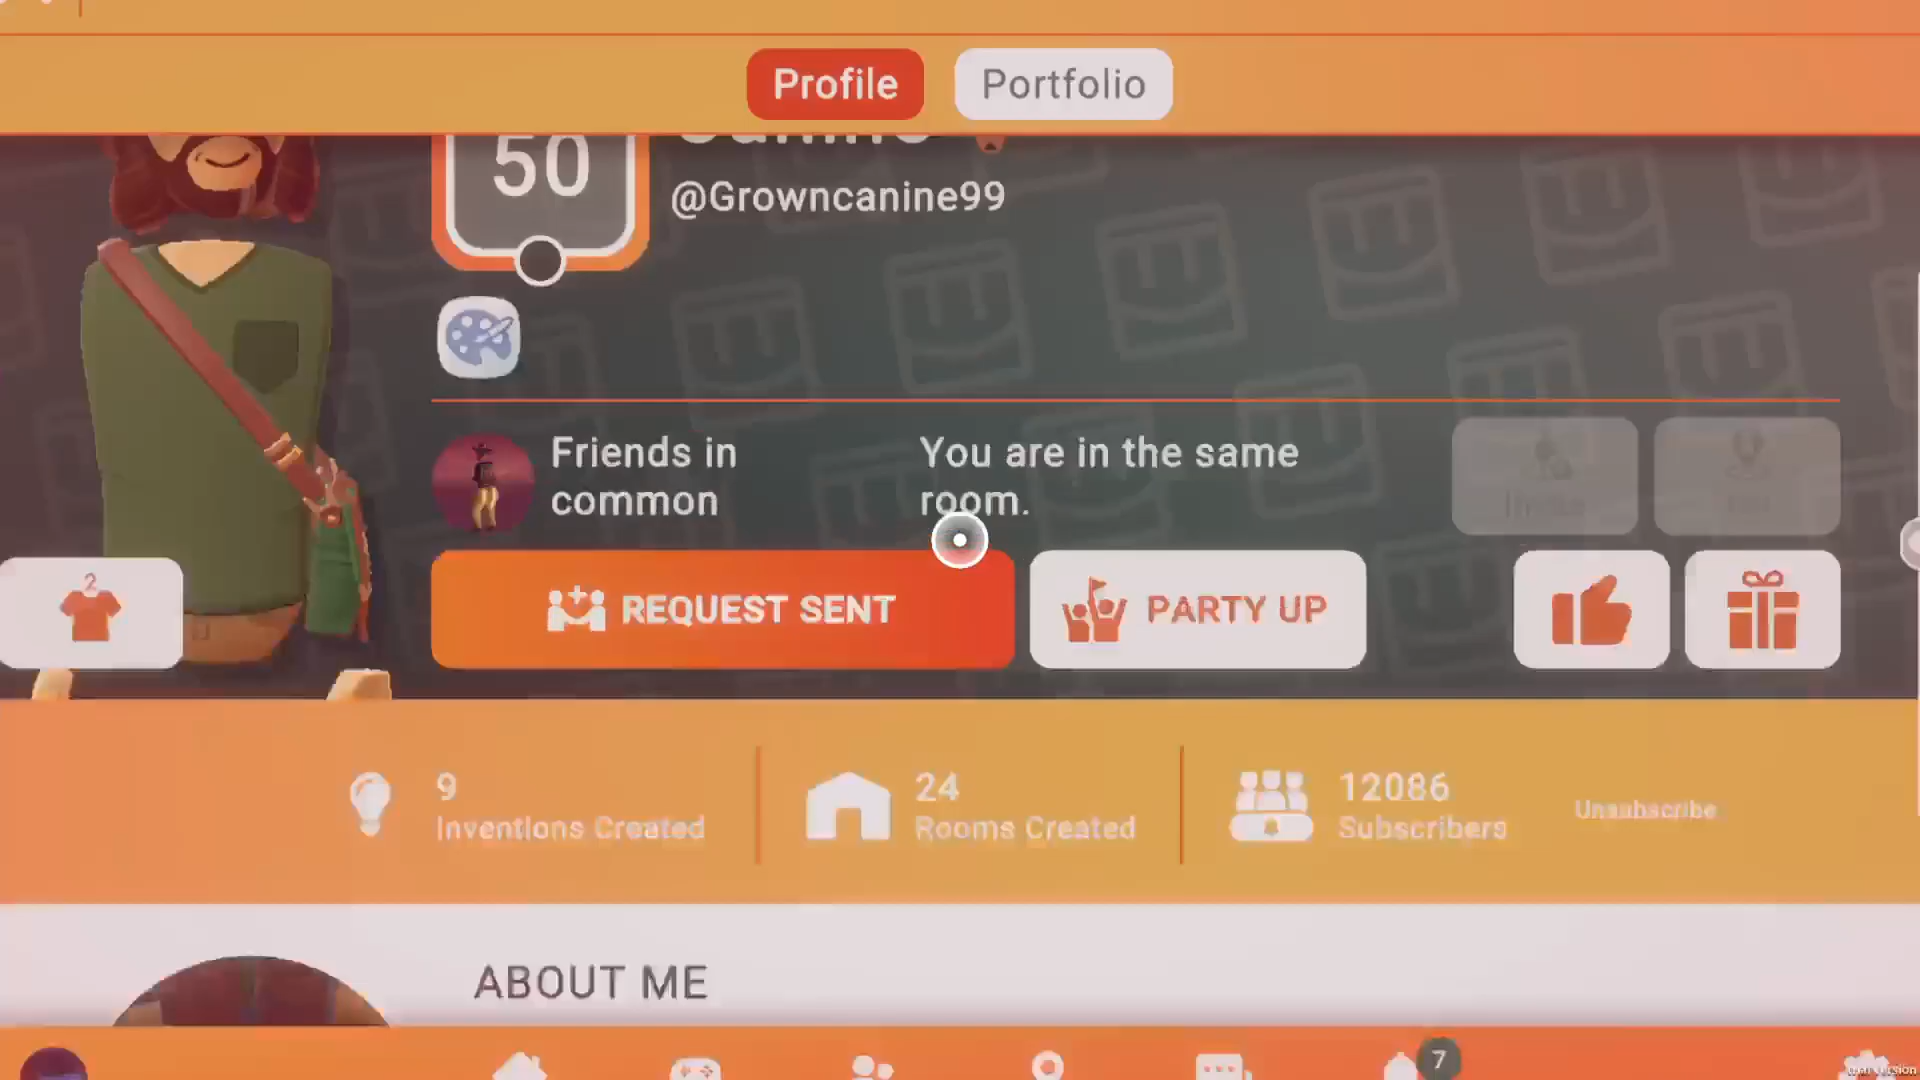 Profile
Portfolio
50
@Growncanine99
Friends in
common
You are in the same
room.
2
REQUEST SENT
PARTY UP
9
Inventions Created
24
Rooms Created
12086
Subscribers
Unsubscribe
ABOUT ME
7